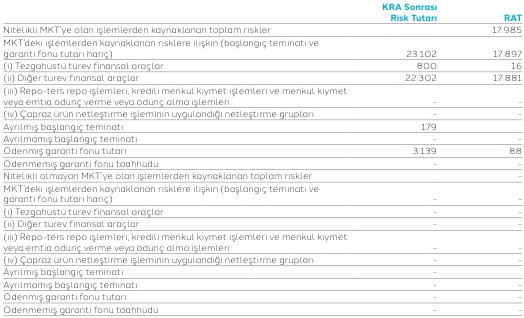 KRA Sonrası
Risk Tutarı RAT
Nitelikli MKT'ye olan işlemlerden kaynaklanan toplam riskler 17.985
MKT'deki işlemlerden kaynaklanan risklere ilişkin (başlangıç teminatı ve
garanti fonu tutarı hariç) 23.102 17.897
(i) Tezgahüstü türev finansal araçlar 800 16
(ii) Diğer türev finansal araçlar 22.302 17.881
(iii) Repo-ters repo işlemleri, kredili menkul kıymet işlemleri ve menkul kıymet
veya emtia ödünç verme veya ödünç alma işlemleri - -
(iv) Çapraz ürün netleştirme işleminin uygulandığı netleştirme grupları - -
Ayrılmış başlangıç teminatı 179
Ayrılmamış başlangıç teminatı - -
Ödenmiş garanti fonu tutarı 3.139 88
Ödenmemiş garanti fonu taahhüdü - -
Nitelikli olmayan MKT'ye olan işlemlerden kaynaklanan toplam riskler -
MKT'deki işlemlerden kaynaklanan risklere ilişkin (başlangıç teminatı ve
garanti fonu tutarı hariç) - -
(i) Tezgahüstü türev finansal araçlar - -
(ii) Diğer türev finansal araçlar - -
(iii) Repo-ters repo işlemleri, kredili menkul kıymet işlemleri ve menkul kıymet
veya emtia ödünç verme veya ödünç alma işlemleri - -
(iv) Çapraz ürün netleştirme işleminin uygulandığı netleştirme grupları - -
Ayrılmış başlangıç teminatı - -
Ayrılmamış başlangıç teminatı - -
Ödenmiş garanti fonu tutarı - -
Ödenmemiş garanti fonu taahhüdü - -